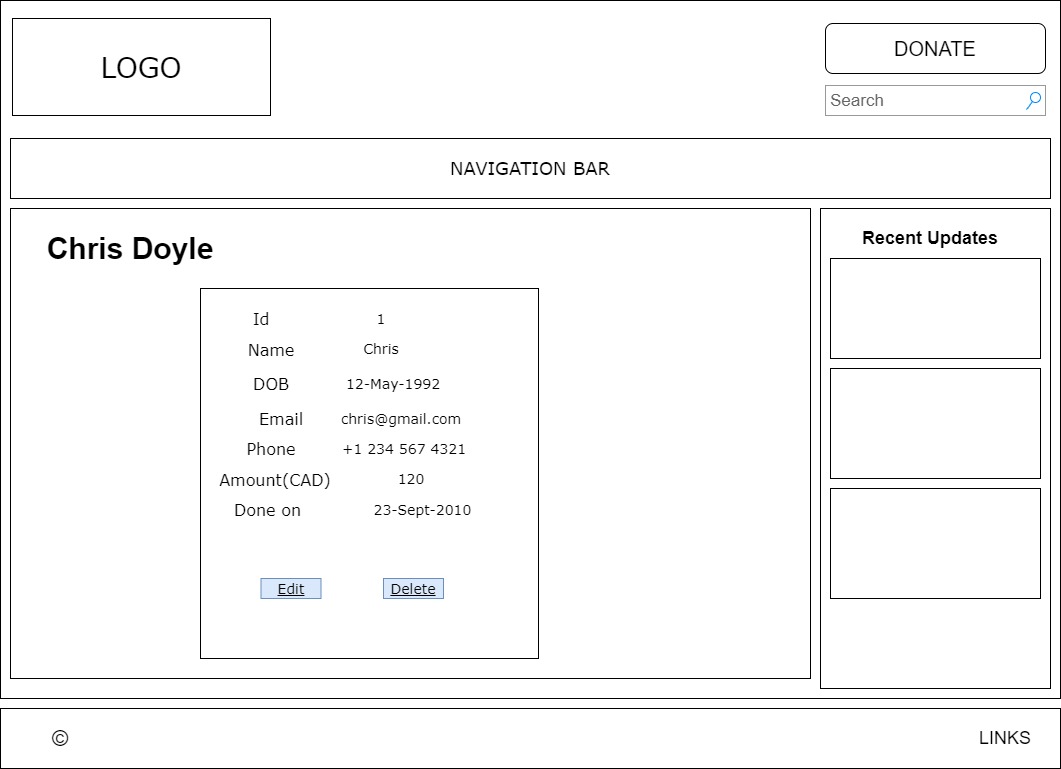 LOGO
DONATE
Search
NAVIGATION BAR
Chris Doyle
Id 1
Name Chris
DOB 12-May-1992
Email chris@gmail.com
Phone +1 234 567 4321
Amount(CAD) 120
Done on 23-Sept-2010
Edit Delete
Recent Updates
© LINKS